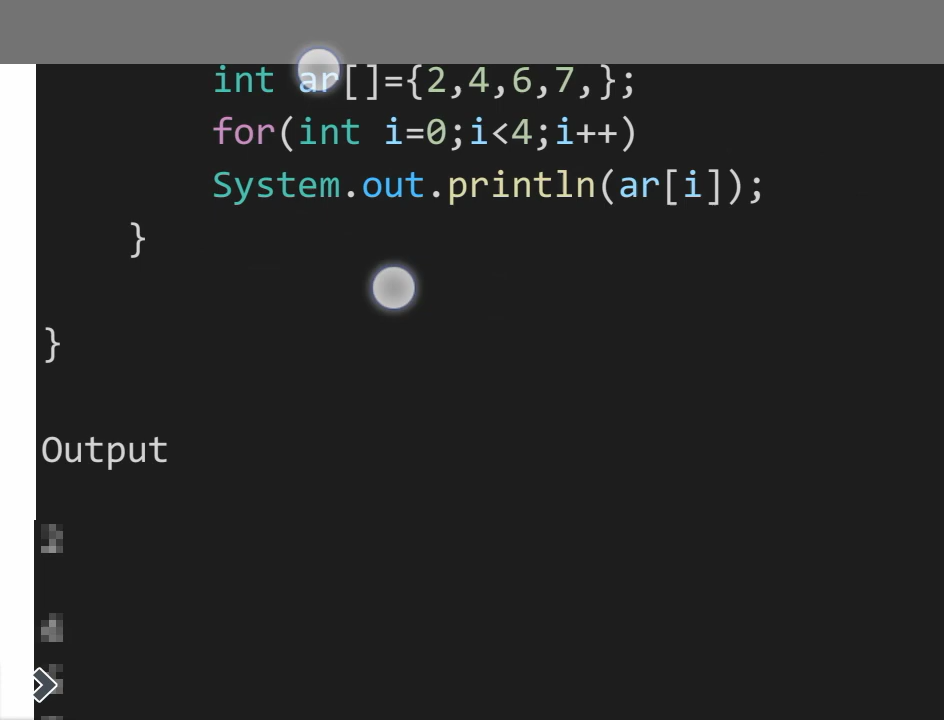 int ar[]={2,4,6,7,};
for(int i=0;i<4;i++)
System.out.println(ar[i]);
}
}
Output